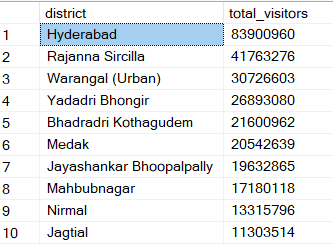 district total_visitors
1 Hyderabad 83900960
2 Rajanna Sircilla 41763276
3 Warangal (Urban) 30726603
4 Yadadri Bhongir 26893080
5 Bhadradri Kothagudem 21600962
6 Medak 20542639
7 Jayashankar Bhoopalpally 19632865
8 Mahbubnagar 17180118
9 Nirmal 13315796
10 Jagtial 11303514